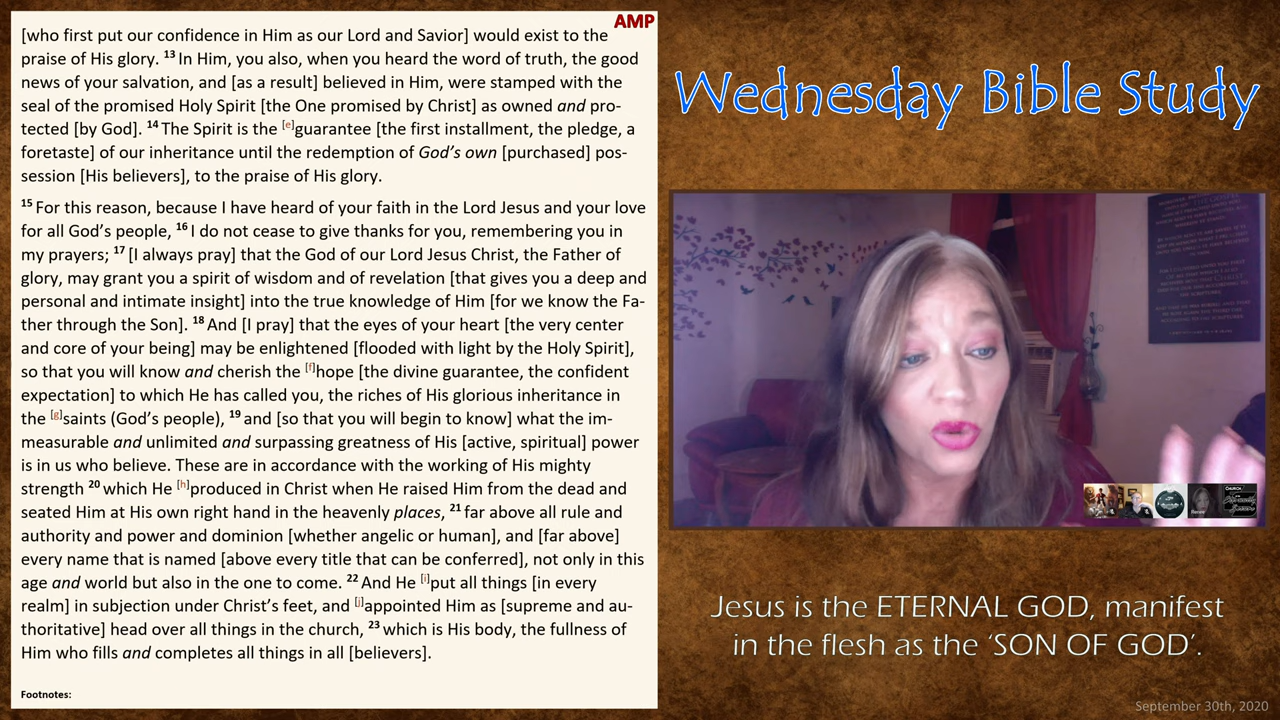 AMP
[who first put our confidence in Him as our Lord and Savior] would exist to the
praise of His glory. 13 In Him, you also, when you heard the word of truth, the good
news of your salvation, and [as a result] believed in Him, were stamped with the
seal of the promised Holy Spirit [the One promised by Christ] as owned and pro-
tected [by God]. 14 The Spirit is the [e]guarantee [the first installment, the pledge, a
foretaste] of our inheritance until the redemption of God's own [purchased] pos-
session [His believers], to the praise of His glory.
15 For this reason, because I have heard of your faith in the Lord Jesus and your love
for all God's people, 16 I do not cease to give thanks for you, remembering you in
my prayers; 17 [I always pray] that the God of our Lord Jesus Christ, the Father of
glory, may grant you a spirit of wisdom and of revelation [that gives you a deep and
personal and intimate insight] into the true knowledge of Him [for we know the Fa-
ther through the Son]. 18 And [I pray] that the eyes of your heart [the very center
and core of your being] may be enlightened [flooded with light by the Holy Spirit],
so that you will know and cherish the [f]hope [the divine guarantee, the confident
expectation] to which He has called you, the riches of His glorious inheritance in
the [g]saints (God's people), 19 and [so that you will begin to know] what the im-
measurable and unlimited and surpassing greatness of His [active, spiritual] power
is in us who believe. These are in accordance with the working of His mighty
strength 20 which He [h]produced in Christ when He raised Him from the dead and
seated Him at His own right hand in the heavenly places, 21 far above all rule and
authority and power and dominion [whether angelic or human], and [far above]
every name that is named [above every title that can be conferred], not only in this
age and world but also in the one to come. 22 And He [i]put all things [in every
realm] in subjection under Christ's feet, and [j]appointed Him as [supreme and au-
thoritative] head over all things in the church, 23 which is His body, the fullness of
Him who fills and completes all things in all [believers].
Footnotes:
Wednesday Bible Study
Renee
CHURCH
Jesus is the ETERNAL GOD, manifest
in the flesh as the 'SON OF GOD'.
September 30th, 2020